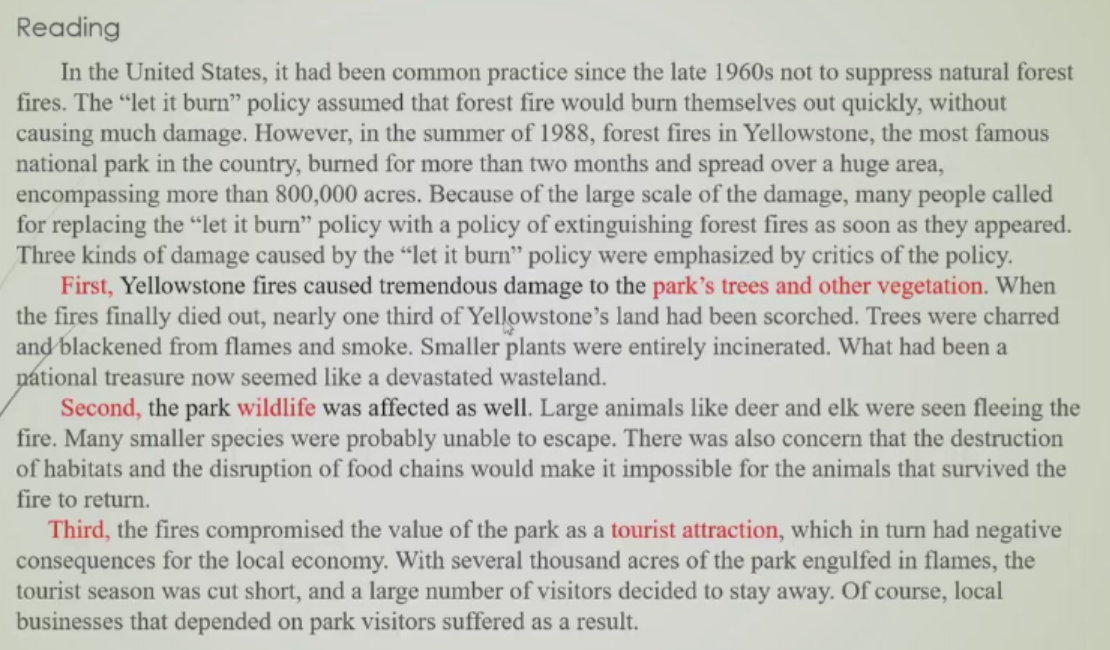 Reading
In the United States, it had been common practice since the late 1960s not to suppress natural forest
fires. The “let it burn” policy assumed that forest fire would burn themselves out quickly, without
causing much damage. However, in the summer of 1988, forest fires in Yellowstone, the most famous
national park in the country, burned for more than two months and spread over a huge area,
encompassing more than 800,000 acres. Because of the large scale of the damage, many people called
for replacing the “let it burn” policy with a policy of extinguishing forest fires as soon as they appeared.
Three kinds of damage caused by the “let it burn” policy were emphasized by critics of the policy.
First, Yellowstone fires caused tremendous damage to the park’s trees and other vegetation. When
the fires finally died out, nearly one third of Yellowstone’s land had been scorched. Trees were charred
and blackened from flames and smoke. Smaller plants were entirely incinerated. What had been a
national treasure now seemed like a devastated wasteland.
Second, the park wildlife was affected as well. Large animals like deer and elk were seen fleeing the
fire. Many smaller species were probably unable to escape. There was also concern that the destruction
of habitats and the disruption of food chains would make it impossible for the animals that survived the
fire to return.
Third, the fires compromised the value of the park as a tourist attraction, which in turn had negative
consequences for the local economy. With several thousand acres of the park engulfed in flames, the
tourist season was cut short, and a large number of visitors decided to stay away. Of course, local
businesses that depended on park visitors suffered as a result.